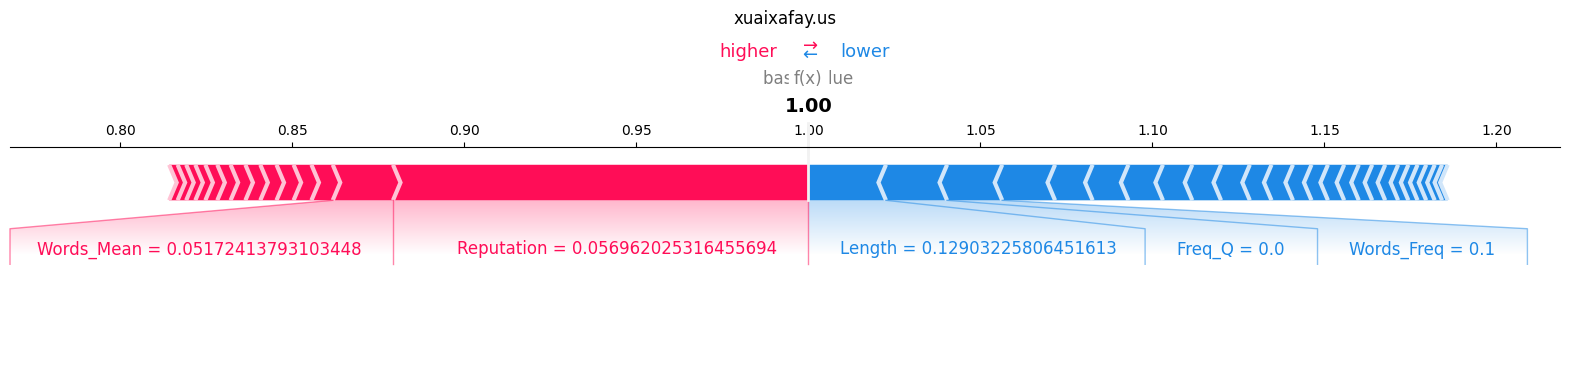 xuaixafay.us
higher ⇄ lower
bas f(x) lue
1.00
0.80 0.85 0.90 0.95 1.00 1.05 1.10 1.15 1.20
Words_Mean = 0.05172413793103448 Reputation = 0.056962025316455694 Length = 0.12903225806451613 Freq_Q = 0.0 Words_Freq = 0.1